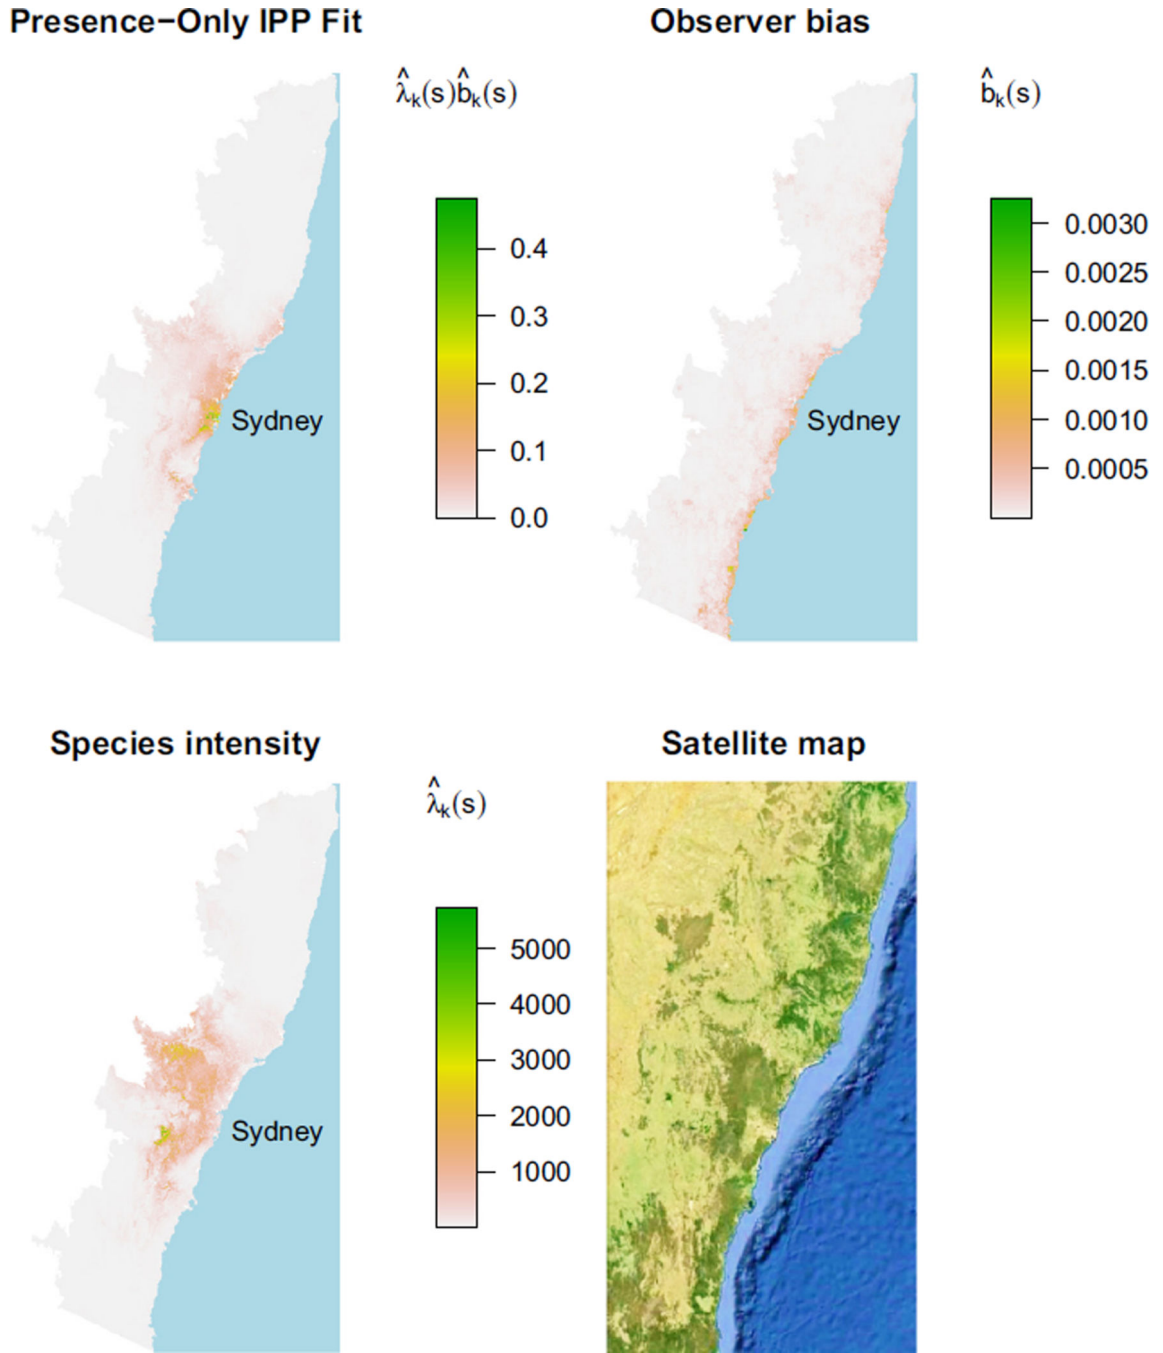 Presence−Only IPP Fit
λ̂k(s)b̂k(s)
0.4
0.3
0.2
0.1
0.0
Sydney
Observer bias
b̂k(s)
0.0030
0.0025
0.0020
0.0015
0.0010
0.0005
Sydney
Species intensity
λ̂k(s)
5000
4000
3000
2000
1000
Sydney
Satellite map